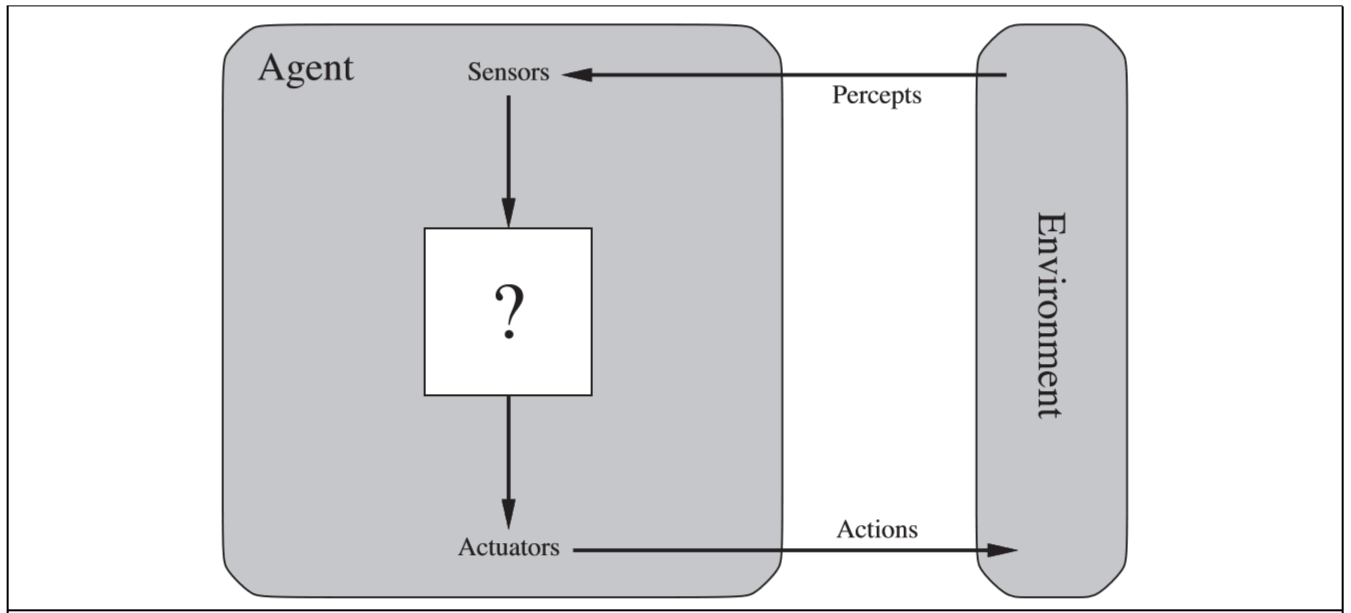 Agent
Sensors
Percepts
?
Environment
Actions
Actuators